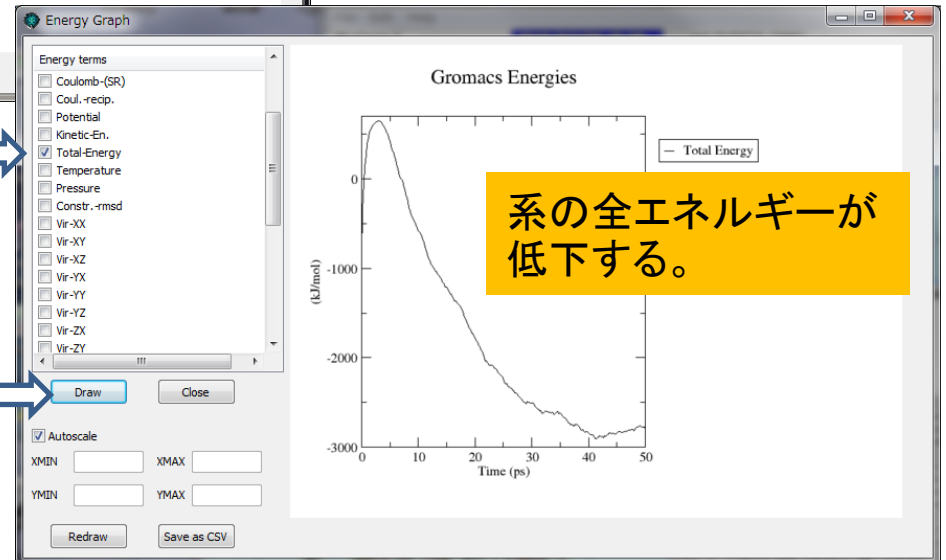 Energy Graph
Energy terms
Coulomb-(SR)
Coul.-recip.
Potential
Kinetic-En.
Total-Energy
Temperature
Pressure
Constr.-rmsd
Vir-XX
Vir-XY
Vir-XZ
Vir-YX
Vir-YY
Vir-YZ
Vir-ZX
Vir-ZY
Draw Close
Autoscale
XMIN XMAX
YMIN YMAX
Redraw Save as CSV
Gromacs Energies
Total Energy
系の全エネルギーが
低下する。
(kJ/mol)
0
-1000
-2000
-3000
0 10 20 30 40 50
Time (ps)